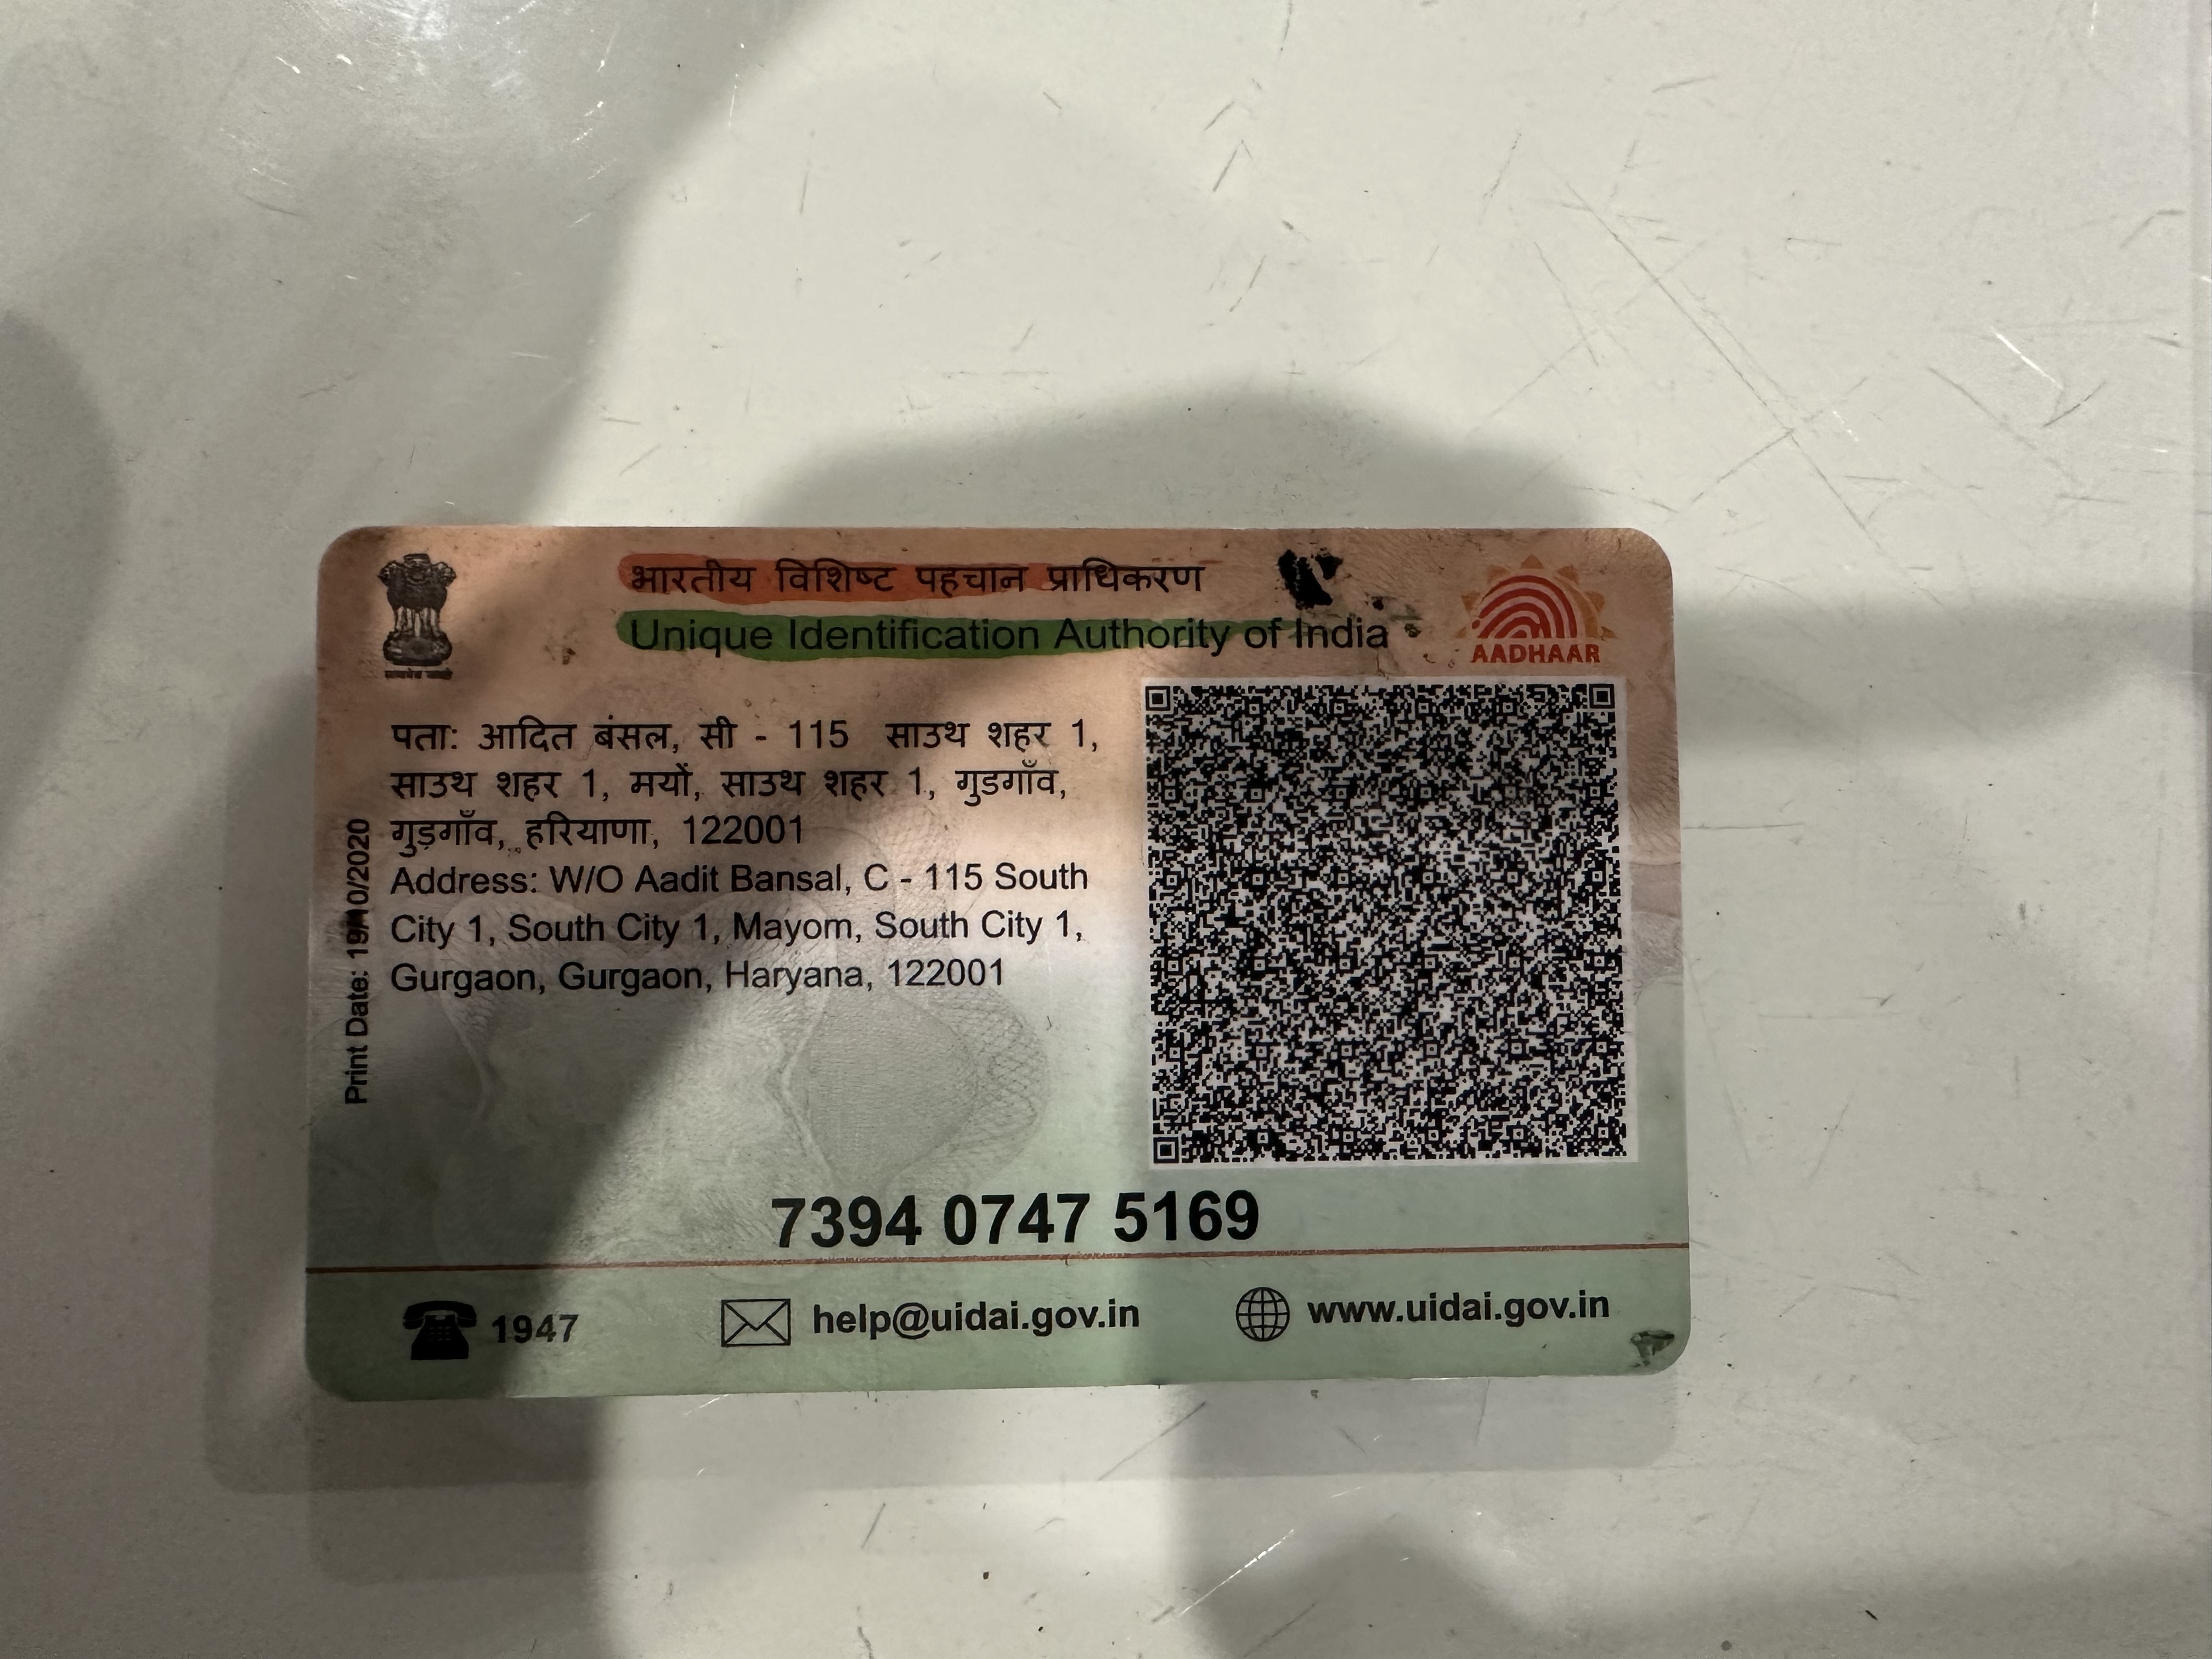 भारतीय विशिष्ट पहचान प्राधिकरण
Unique Identification Authority of India
AADHAAR
पता: आदित बंसल, सी - 115 साउथ शहर 1,
साउथ शहर 1, मयों, साउथ शहर 1, गुडगाँव,
गुड़गाँव, हरियाणा, 122001
Address: W/O Aadit Bansal, C - 115 South
City 1, South City 1, Mayom, South City 1,
Gurgaon, Gurgaon, Haryana, 122001
Print Date: 19/10/2020
7394 0747 5169
1947
help@uidai.gov.in
www.uidai.gov.in